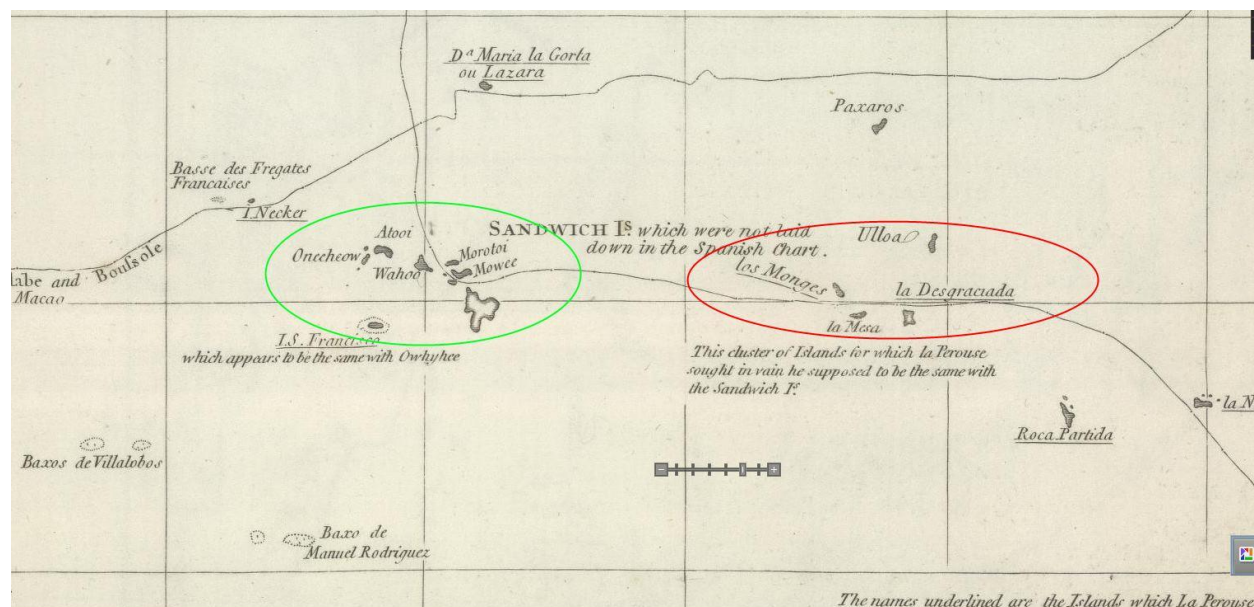 Dª Maria la Gorta
ou Lazara
Paxaros
Basse des Fregates
Francaises
I. Necker
SANDWICH Iˢ. which were not laid
down in the Spanish Chart.
Atooi
Oneeheow
Wahoo
Morotoi
Mowee
Ulloa
los Monges
la Desgraciada
la Mesa
labe and Boussole
Macao
I.S. Francisco
which appears to be the same with Owhyhee
This cluster of Islands for which la Perouse
sought in vain he supposed to be the same with
the Sandwich Iˢ.
la N
Roca Partida
Baxos de Villalobos
Baxo de
Manuel Rodriguez
The names underlined are the Islands which La Perouse